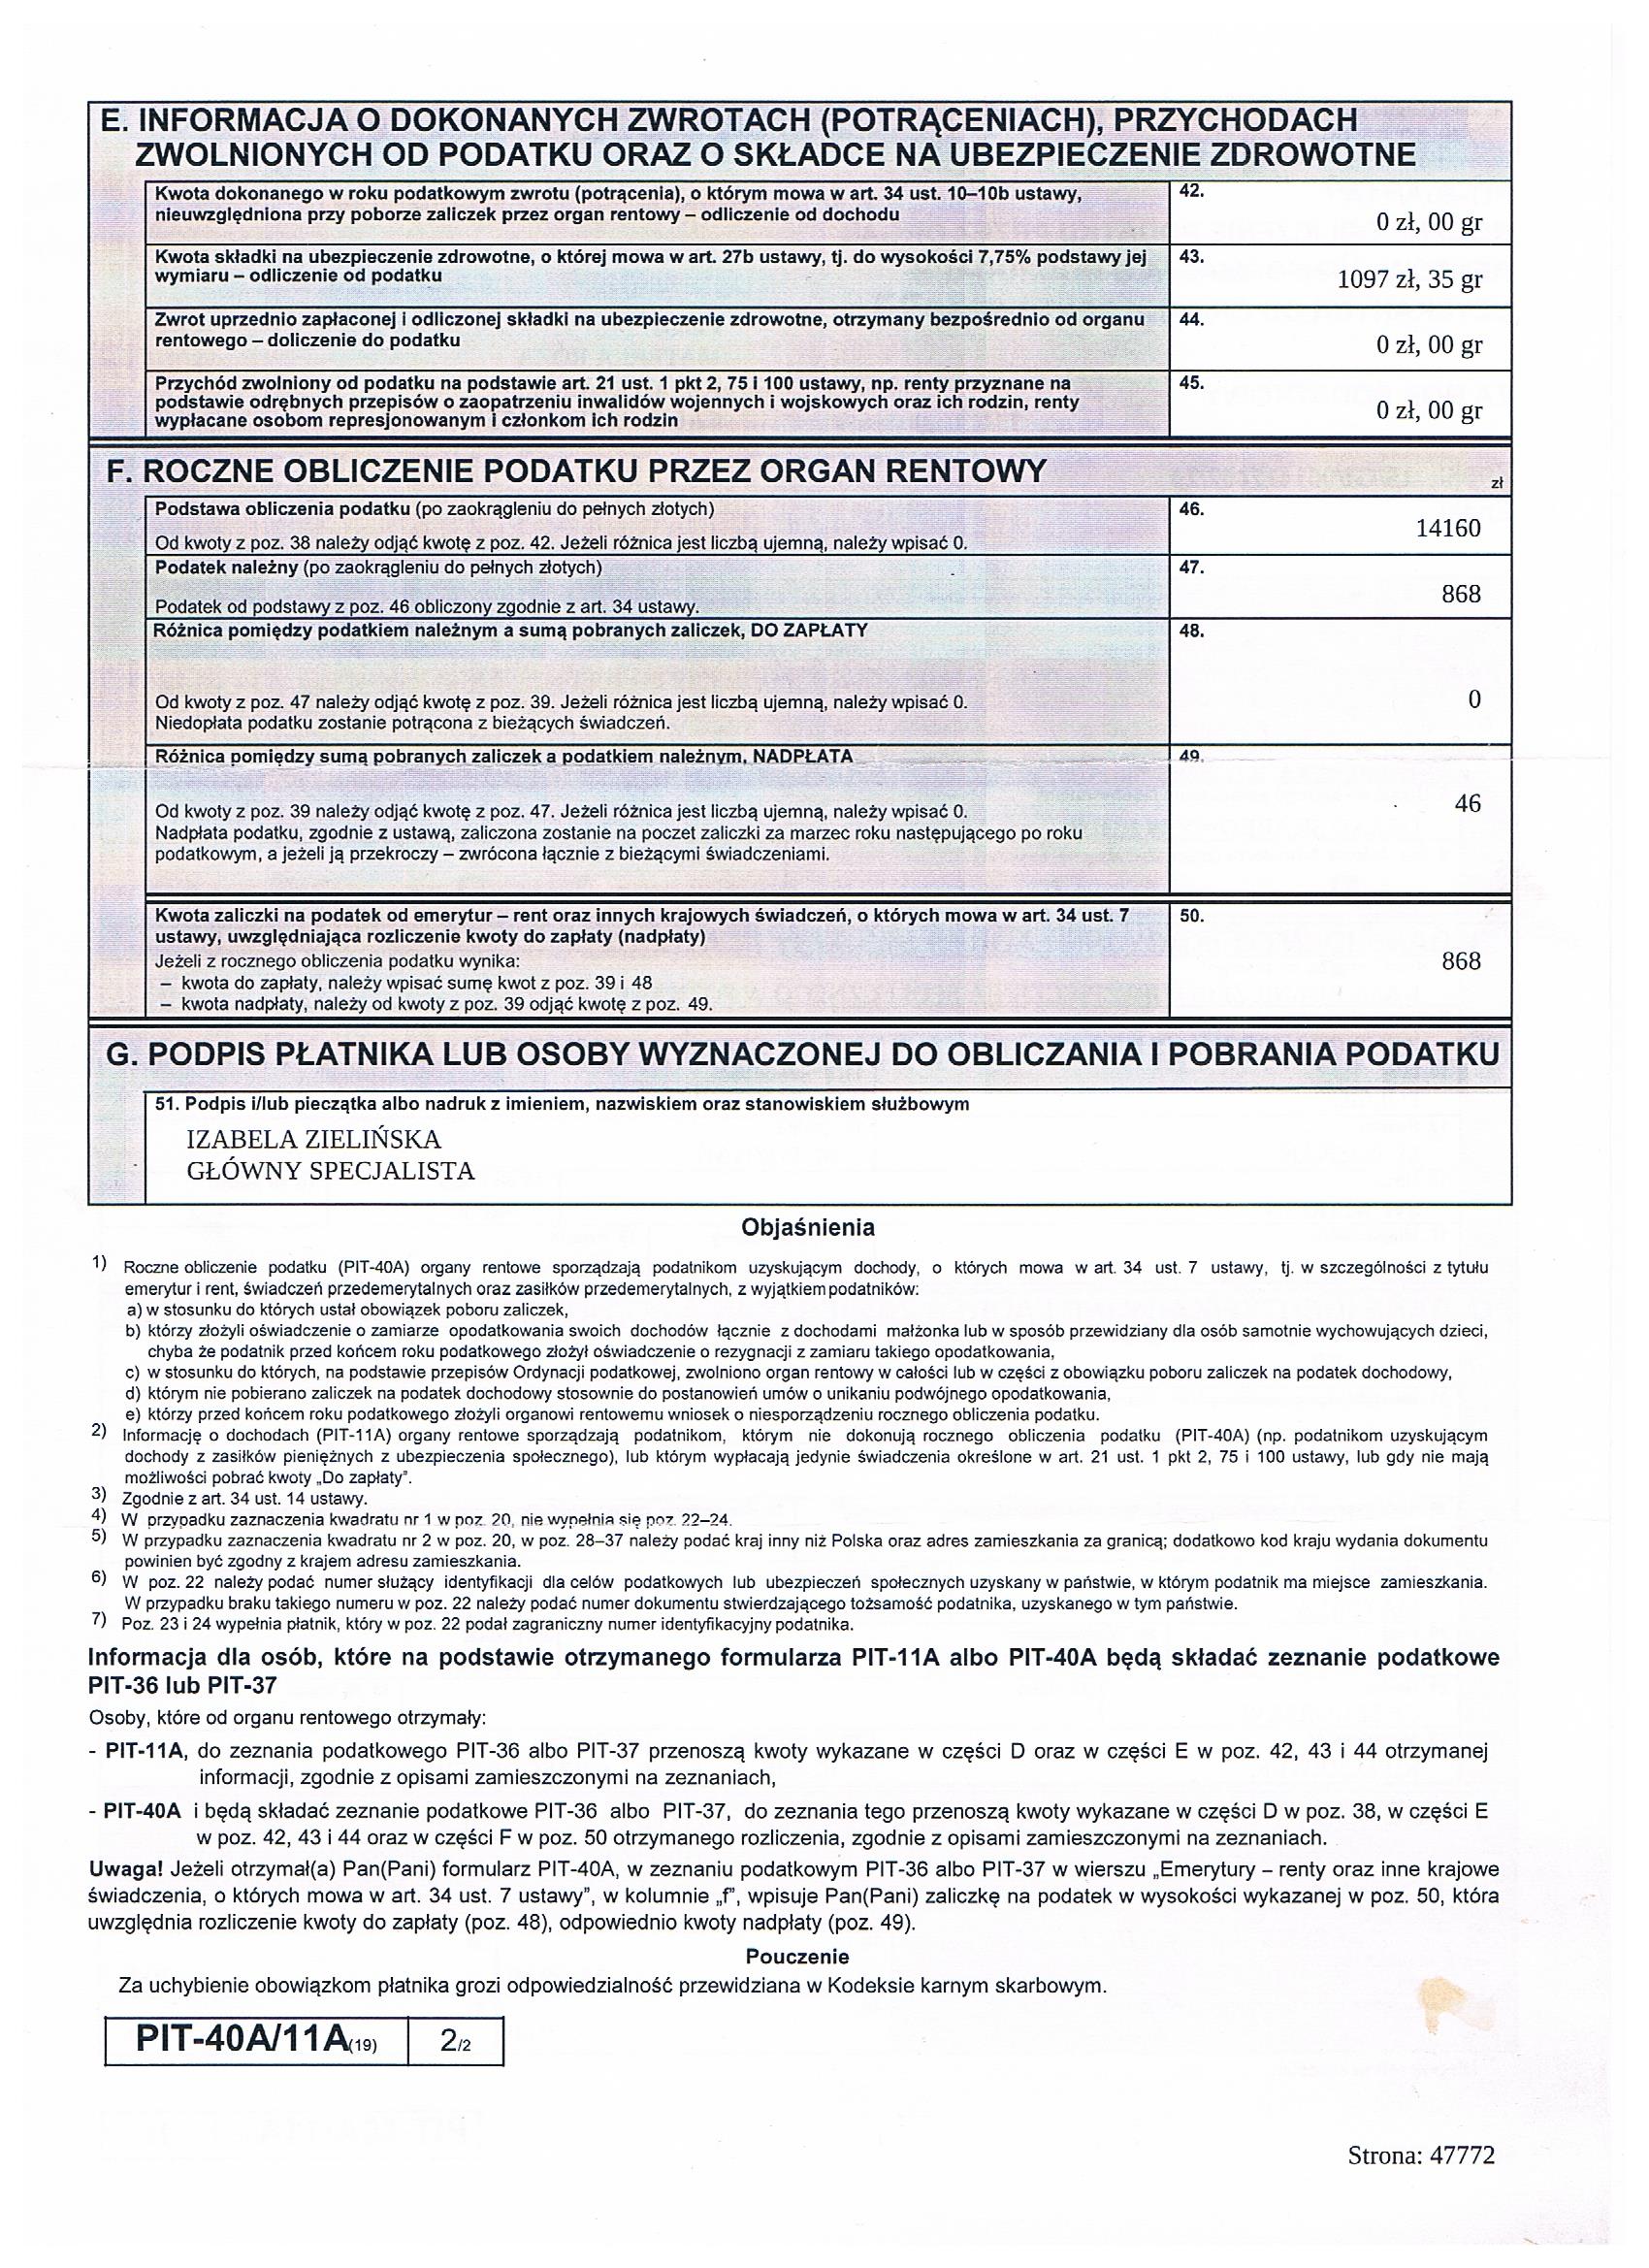 E. INFORMACJA O DOKONANYCH ZWROTACH (POTRĄCENIACH), PRZYCHODACH
ZWOLNIONYCH OD PODATKU ORAZ O SKŁADCE NA UBEZPIECZENIE ZDROWOTNE
Kwota dokonanego w roku podatkowym zwrotu (potrącenia), o którym mowa w art. 34 ust. 10–10b ustawy,
nieuwzględniona przy poborze zaliczek przez organ rentowy – odliczenie od dochodu
42.
0 zł, 00 gr
Kwota składki na ubezpieczenie zdrowotne, o której mowa w art. 27b ustawy, tj. do wysokości 7,75% podstawy jej
wymiaru – odliczenie od podatku
43.
1097 zł, 35 gr
Zwrot uprzednio zapłaconej i odliczonej składki na ubezpieczenie zdrowotne, otrzymany bezpośrednio od organu
rentowego – doliczenie do podatku
44.
0 zł, 00 gr
Przychód zwolniony od podatku na podstawie art. 21 ust. 1 pkt 2, 75 i 100 ustawy, np. renty przyznane na
podstawie odrębnych przepisów o zaopatrzeniu inwalidów wojennych i wojskowych oraz ich rodzin, renty
wypłacane osobom represjonowanym i członkom ich rodzin
45.
0 zł, 00 gr
F. ROCZNE OBLICZENIE PODATKU PRZEZ ORGAN RENTOWY
zł
Podstawa obliczenia podatku (po zaokrągleniu do pełnych złotych)
Od kwoty z poz. 38 należy odjąć kwotę z poz. 42. Jeżeli różnica jest liczbą ujemną, należy wpisać 0.
46.
14160
Podatek należny (po zaokrągleniu do pełnych złotych)
Podatek od podstawy z poz. 46 obliczony zgodnie z art. 34 ustawy.
47.
868
Różnica pomiędzy podatkiem należnym a sumą pobranych zaliczek, DO ZAPŁATY
Od kwoty z poz. 47 należy odjąć kwotę z poz. 39. Jeżeli różnica jest liczbą ujemną, należy wpisać 0.
Niedopłata podatku zostanie potrącona z bieżących świadczeń.
48.
0
Różnica pomiędzy sumą pobranych zaliczek a podatkiem należnym, NADPŁATA
Od kwoty z poz. 39 należy odjąć kwotę z poz. 47. Jeżeli różnica jest liczbą ujemną, należy wpisać 0.
Nadpłata podatku, zgodnie z ustawą, zaliczona zostanie na poczet zaliczki za marzec roku następującego po roku
podatkowym, a jeżeli ją przekroczy – zwrócona łącznie z bieżącymi świadczeniami.
49.
46
Kwota zaliczki na podatek od emerytur – rent oraz innych krajowych świadczeń, o których mowa w art. 34 ust. 7
ustawy, uwzględniająca rozliczenie kwoty do zapłaty (nadpłaty)
Jeżeli z rocznego obliczenia podatku wynika:
– kwota do zapłaty, należy wpisać sumę kwot z poz. 39 i 48
– kwota nadpłaty, należy od kwoty z poz. 39 odjąć kwotę z poz. 49.
50.
868
G. PODPIS PŁATNIKA LUB OSOBY WYZNACZONEJ DO OBLICZANIA I POBRANIA PODATKU
51. Podpis i/lub pieczątka albo nadruk z imieniem, nazwiskiem oraz stanowiskiem służbowym
IZABELA ZIELIŃSKA
GŁÓWNY SPECJALISTA
Objaśnienia
1) Roczne obliczenie podatku (PIT-40A) organy rentowe sporządzają podatnikom uzyskującym dochody, o których mowa w art. 34 ust. 7 ustawy, tj. w szczególności z tytułu
emerytur i rent, świadczeń przedemerytalnych oraz zasiłków przedemerytalnych, z wyjątkiem podatników:
a) w stosunku do których ustał obowiązek poboru zaliczek,
b) którzy złożyli oświadczenie o zamiarze opodatkowania swoich dochodów łącznie z dochodami małżonka lub w sposób przewidziany dla osób samotnie wychowujących dzieci,
chyba że podatnik przed końcem roku podatkowego złożył oświadczenie o rezygnacji z zamiaru takiego opodatkowania,
c) w stosunku do których, na podstawie przepisów Ordynacji podatkowej, zwolniono organ rentowy w całości lub w części z obowiązku poboru zaliczek na podatek dochodowy,
d) którym nie pobierano zaliczek na podatek dochodowy stosownie do postanowień umów o unikaniu podwójnego opodatkowania,
e) którzy przed końcem roku podatkowego złożyli organowi rentowemu wniosek o niesporządzeniu rocznego obliczenia podatku.
2) Informację o dochodach (PIT-11A) organy rentowe sporządzają podatnikom, którym nie dokonują rocznego obliczenia podatku (PIT-40A) (np. podatnikom uzyskującym
dochody z zasiłków pieniężnych z ubezpieczenia społecznego), lub którym wypłacają jedynie świadczenia określone w art. 21 ust. 1 pkt 2, 75 i 100 ustawy, lub gdy nie mają
możliwości pobrać kwoty „Do zapłaty”.
3) Zgodnie z art. 34 ust. 14 ustawy.
4) W przypadku zaznaczenia kwadratu nr 1 w poz. 20, nie wypełnia się poz. 22–24.
5) W przypadku zaznaczenia kwadratu nr 2 w poz. 20, w poz. 28–37 należy podać kraj inny niż Polska oraz adres zamieszkania za granicą; dodatkowo kod kraju wydania dokumentu
powinien być zgodny z krajem adresu zamieszkania.
6) W poz. 22 należy podać numer służący identyfikacji dla celów podatkowych lub ubezpieczeń społecznych uzyskany w państwie, w którym podatnik ma miejsce zamieszkania.
W przypadku braku takiego numeru w poz. 22 należy podać numer dokumentu stwierdzającego tożsamość podatnika, uzyskanego w tym państwie.
7) Poz. 23 i 24 wypełnia płatnik, który w poz. 22 podał zagraniczny numer identyfikacyjny podatnika.
Informacja dla osób, które na podstawie otrzymanego formularza PIT-11A albo PIT-40A będą składać zeznanie podatkowe
PIT-36 lub PIT-37
Osoby, które od organu rentowego otrzymały:
- PIT-11A, do zeznania podatkowego PIT-36 albo PIT-37 przenoszą kwoty wykazane w części D oraz w części E w poz. 42, 43 i 44 otrzymanej
informacji, zgodnie z opisami zamieszczonymi na zeznaniach,
- PIT-40A i będą składać zeznanie podatkowe PIT-36 albo PIT-37, do zeznania tego przenoszą kwoty wykazane w części D w poz. 38, w części E
w poz. 42, 43 i 44 oraz w części F w poz. 50 otrzymanego rozliczenia, zgodnie z opisami zamieszczonymi na zeznaniach.
Uwaga! Jeżeli otrzymał(a) Pan(Pani) formularz PIT-40A, w zeznaniu podatkowym PIT-36 albo PIT-37 w wierszu „Emerytury – renty oraz inne krajowe
świadczenia, o których mowa w art. 34 ust. 7 ustawy”, w kolumnie „f”, wpisuje Pan(Pani) zaliczkę na podatek w wysokości wykazanej w poz. 50, która
uwzględnia rozliczenie kwoty do zapłaty (poz. 48), odpowiednio kwoty nadpłaty (poz. 49).
Pouczenie
Za uchybienie obowiązkom płatnika grozi odpowiedzialność przewidziana w Kodeksie karnym skarbowym.
PIT-40A/11A(19) 2/2
Strona: 47772